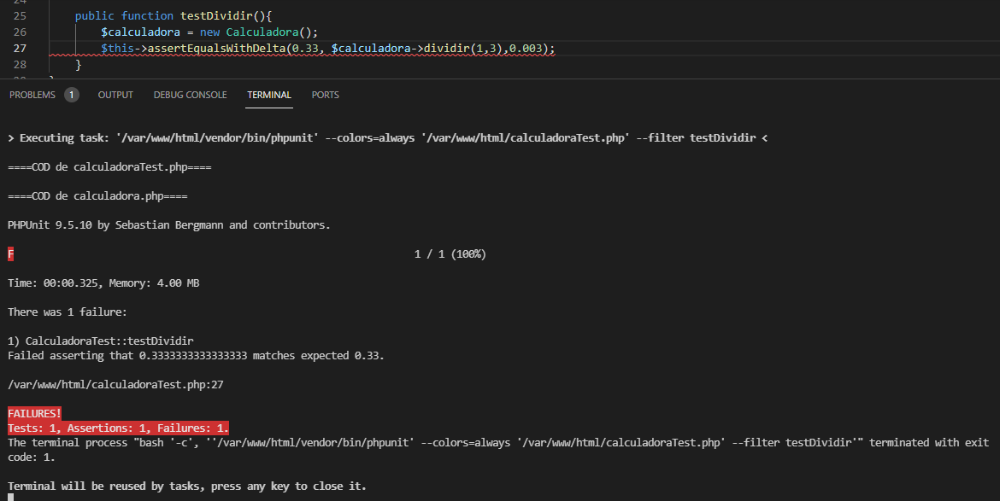 25 public function testDividir(){
26 $calculadora = new Calculadora();
27 $this->assertEqualsWithDelta(0.33, $calculadora->dividir(1,3),0.003);
28 }
PROBLEMS 1 OUTPUT DEBUG CONSOLE TERMINAL PORTS
> Executing task: '/var/www/html/vendor/bin/phpunit' --colors=always '/var/www/html/calculadoraTest.php' --filter testDividir <
====COD de calculadoraTest.php====
====COD de calculadora.php====
PHPUnit 9.5.10 by Sebastian Bergmann and contributors.
F 1 / 1 (100%)
Time: 00:00.325, Memory: 4.00 MB
There was 1 failure:
1) CalculadoraTest::testDividir
Failed asserting that 0.3333333333333333 matches expected 0.33.
/var/www/html/calculadoraTest.php:27
FAILURES!
Tests: 1, Assertions: 1, Failures: 1.
The terminal process "bash '-c', ''/var/www/html/vendor/bin/phpunit' --colors=always '/var/www/html/calculadoraTest.php' --filter testDividir'" terminated with exit
code: 1.
Terminal will be reused by tasks, press any key to close it.